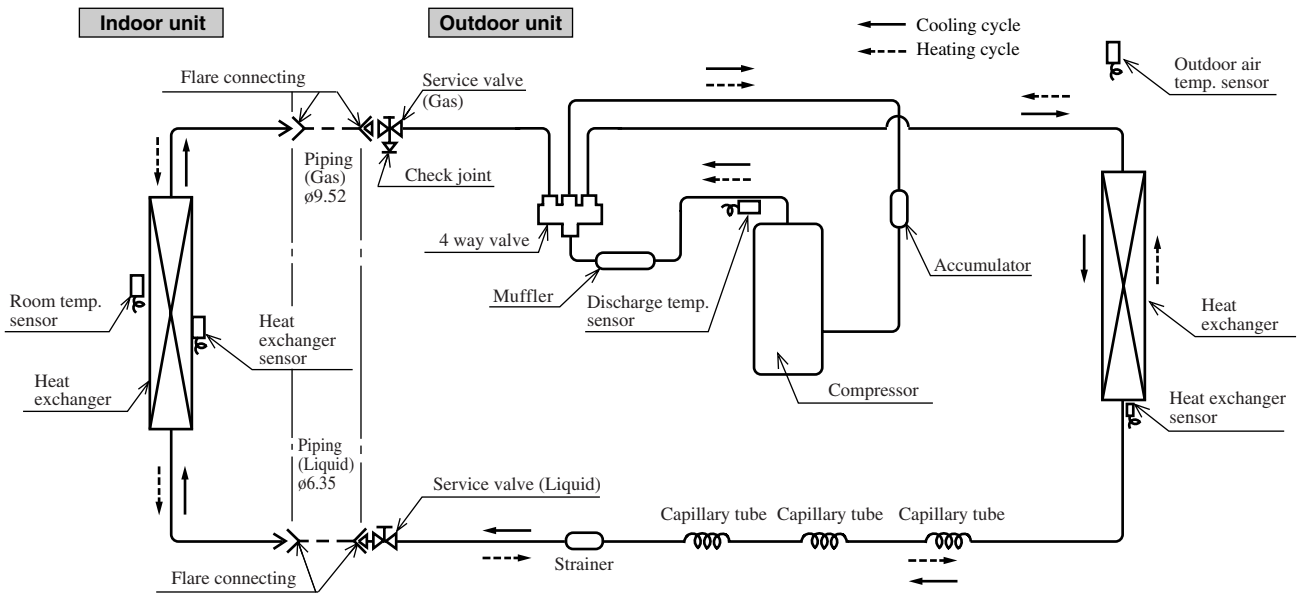 Indoor unit
Outdoor unit
Cooling cycle
Heating cycle
Flare connecting
Service valve
(Gas)
Outdoor air
temp. sensor
Piping
(Gas)
ø9.52
Check joint
4 way valve
Muffler
Discharge temp.
sensor
Accumulator
Room temp.
sensor
Heat
exchanger
sensor
Heat
exchanger
Heat
exchanger
Compressor
Heat exchanger
sensor
Piping
(Liquid)
ø6.35
Service valve (Liquid)
Capillary tube
Capillary tube
Capillary tube
Strainer
Flare connecting